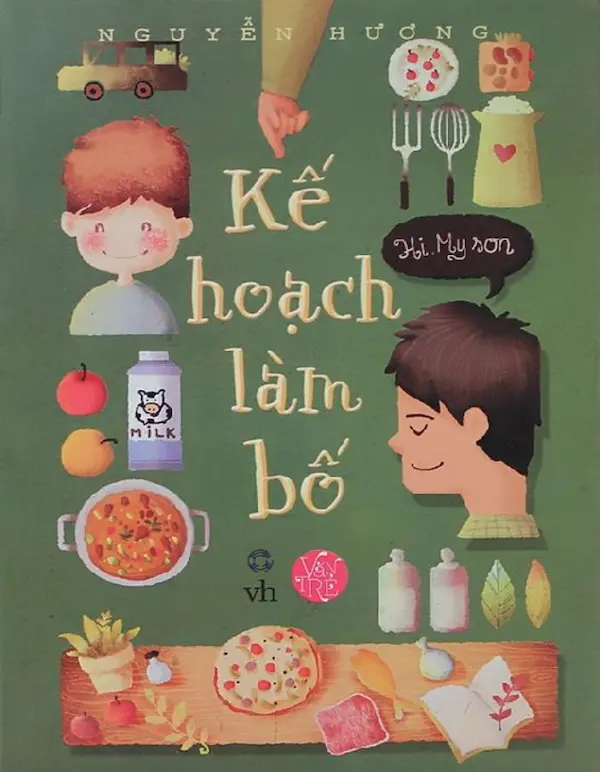 NGUYỄN HƯƠNG
Kế
hoạch
làm
bố
Hi. My son
MiLK
vh
VĂN
TRẺ